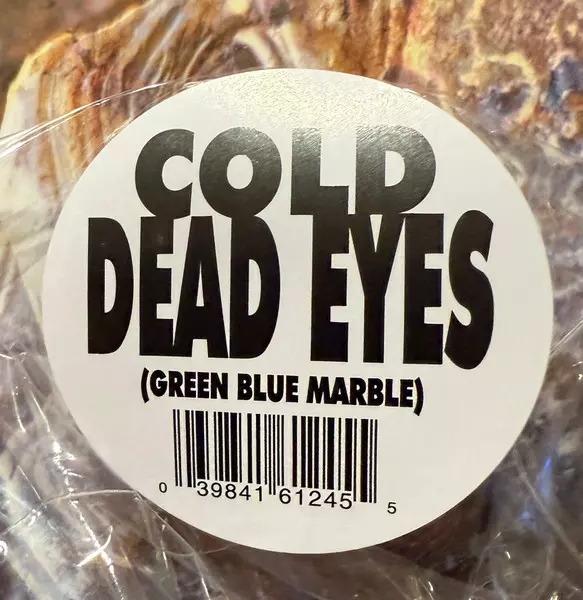 COLD
DEAD EYES
(GREEN BLUE MARBLE)
0 39841 61245 5